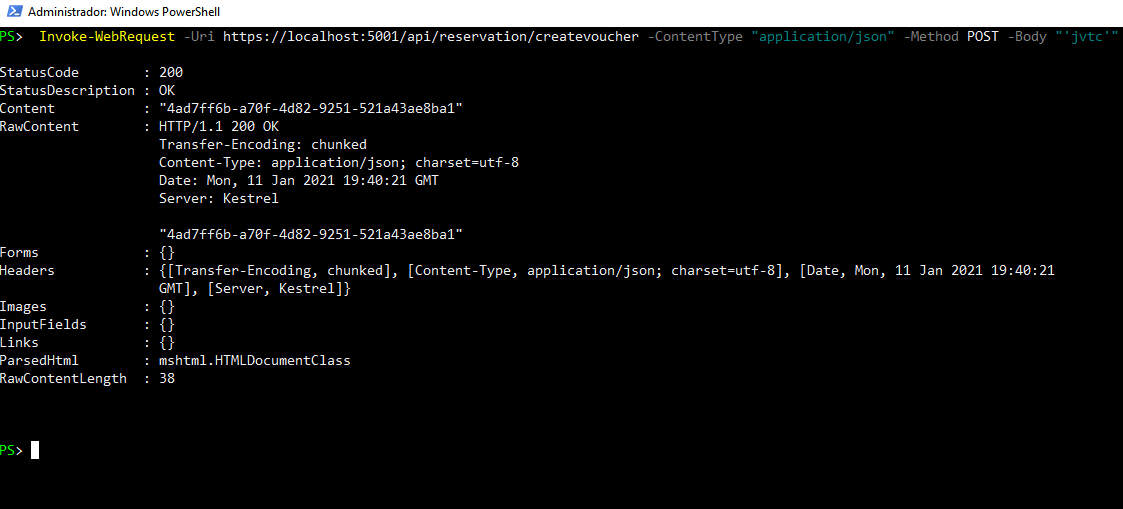 Administrador: Windows PowerShell
PS>  Invoke-WebRequest -Uri https://localhost:5001/api/reservation/createvoucher -ContentType "application/json" -Method POST -Body "'jvtc'"
StatusCode        : 200
StatusDescription : OK
Content           : "4ad7ff6b-a70f-4d82-9251-521a43ae8ba1"
RawContent        : HTTP/1.1 200 OK
                    Transfer-Encoding: chunked
                    Content-Type: application/json; charset=utf-8
                    Date: Mon, 11 Jan 2021 19:40:21 GMT
                    Server: Kestrel
                    "4ad7ff6b-a70f-4d82-9251-521a43ae8ba1"
Forms             : {}
Headers           : {[Transfer-Encoding, chunked], [Content-Type, application/json; charset=utf-8], [Date, Mon, 11 Jan 2021 19:40:21
                    GMT], [Server, Kestrel]}
Images            : {}
InputFields       : {}
Links             : {}
ParsedHtml        : mshtml.HTMLDocumentClass
RawContentLength  : 38
PS>